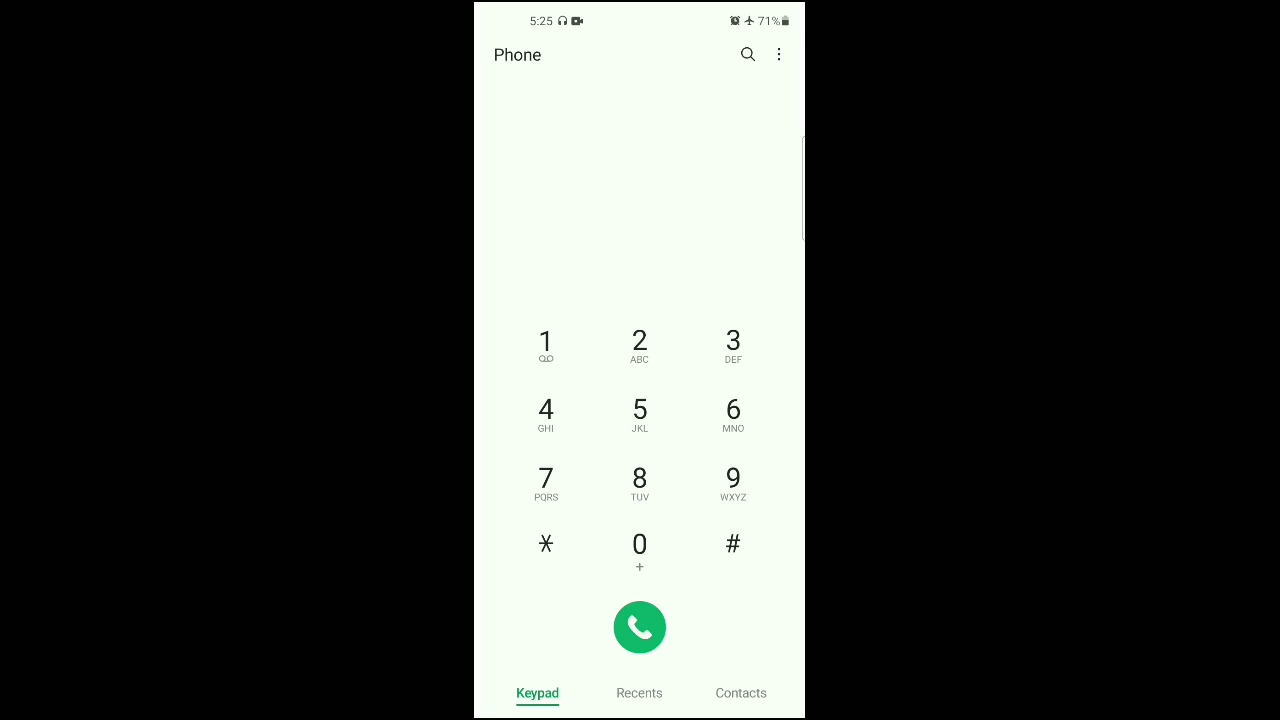 5:25 71%
Phone
1 2 3
ABC DEF
4 5 6
GHI JKL MNO
7 8 9
PQRS TUV WXYZ
* 0 #
+
Keypad Recents Contacts